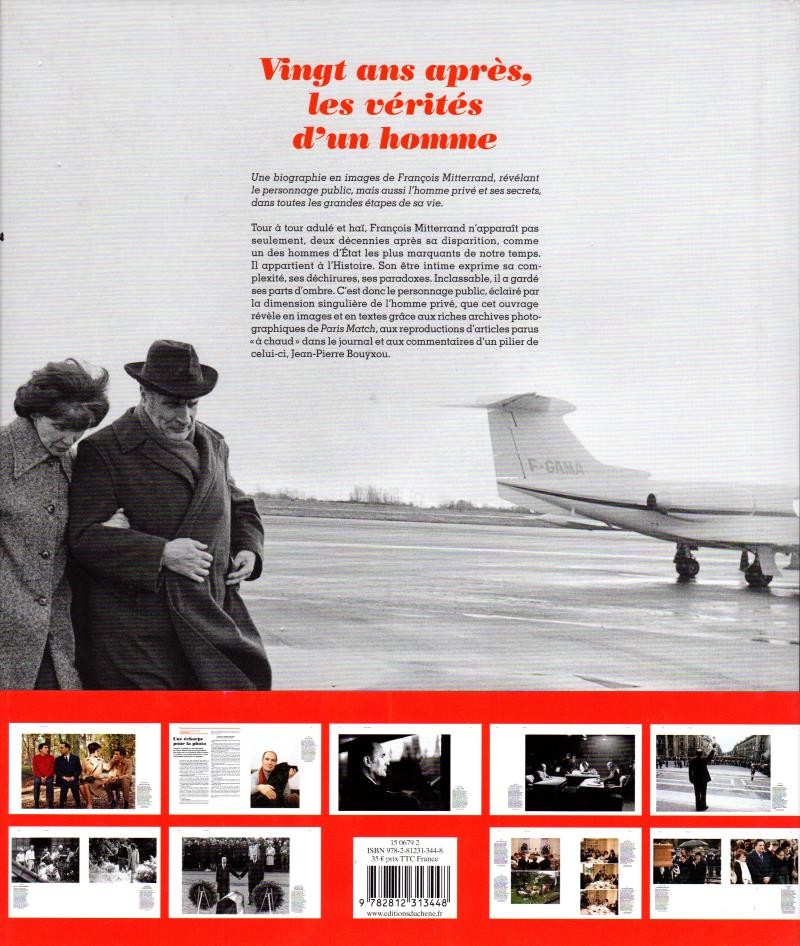 Vingt ans après,
les vérités
d'un homme
Une biographie en images de François Mitterrand, révélant
le personnage public, mais aussi l'homme privé et ses secrets,
dans toutes les grandes étapes de sa vie.
Tour à tour adulé et haï, François Mitterrand n'apparaît pas
seulement, deux décennies après sa disparition, comme
un des hommes d'État les plus marquants de notre temps.
Il appartient à l'Histoire. Son être intime exprime sa com-
plexité, ses déchirures, ses paradoxes. Inclassable, il a gardé
ses parts d'ombre. C'est donc le personnage public, éclairé par
la dimension singulière de l'homme privé, que cet ouvrage
révèle en images et en textes grâce aux riches archives photo-
graphiques de Paris Match, aux reproductions d'articles parus
« à chaud » dans le journal et aux commentaires d'un pilier de
celui-ci, Jean-Pierre Bouyxou.
F-GAMA
Une écharpe
pour la photo
15 0679 2
ISBN 978-2-81231-344-8
35 € prix TTC France
9 782812 313448
www.editionsduchene.fr